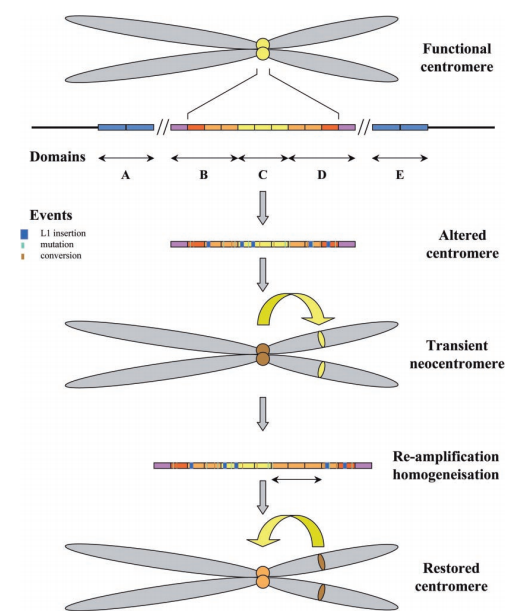 Functional
centromere
Domains
A B C D E
Events
L1 insertion
mutation
conversion
Altered
centromere
Transient
neocentromere
Re-amplification
homogeneisation
Restored
centromere